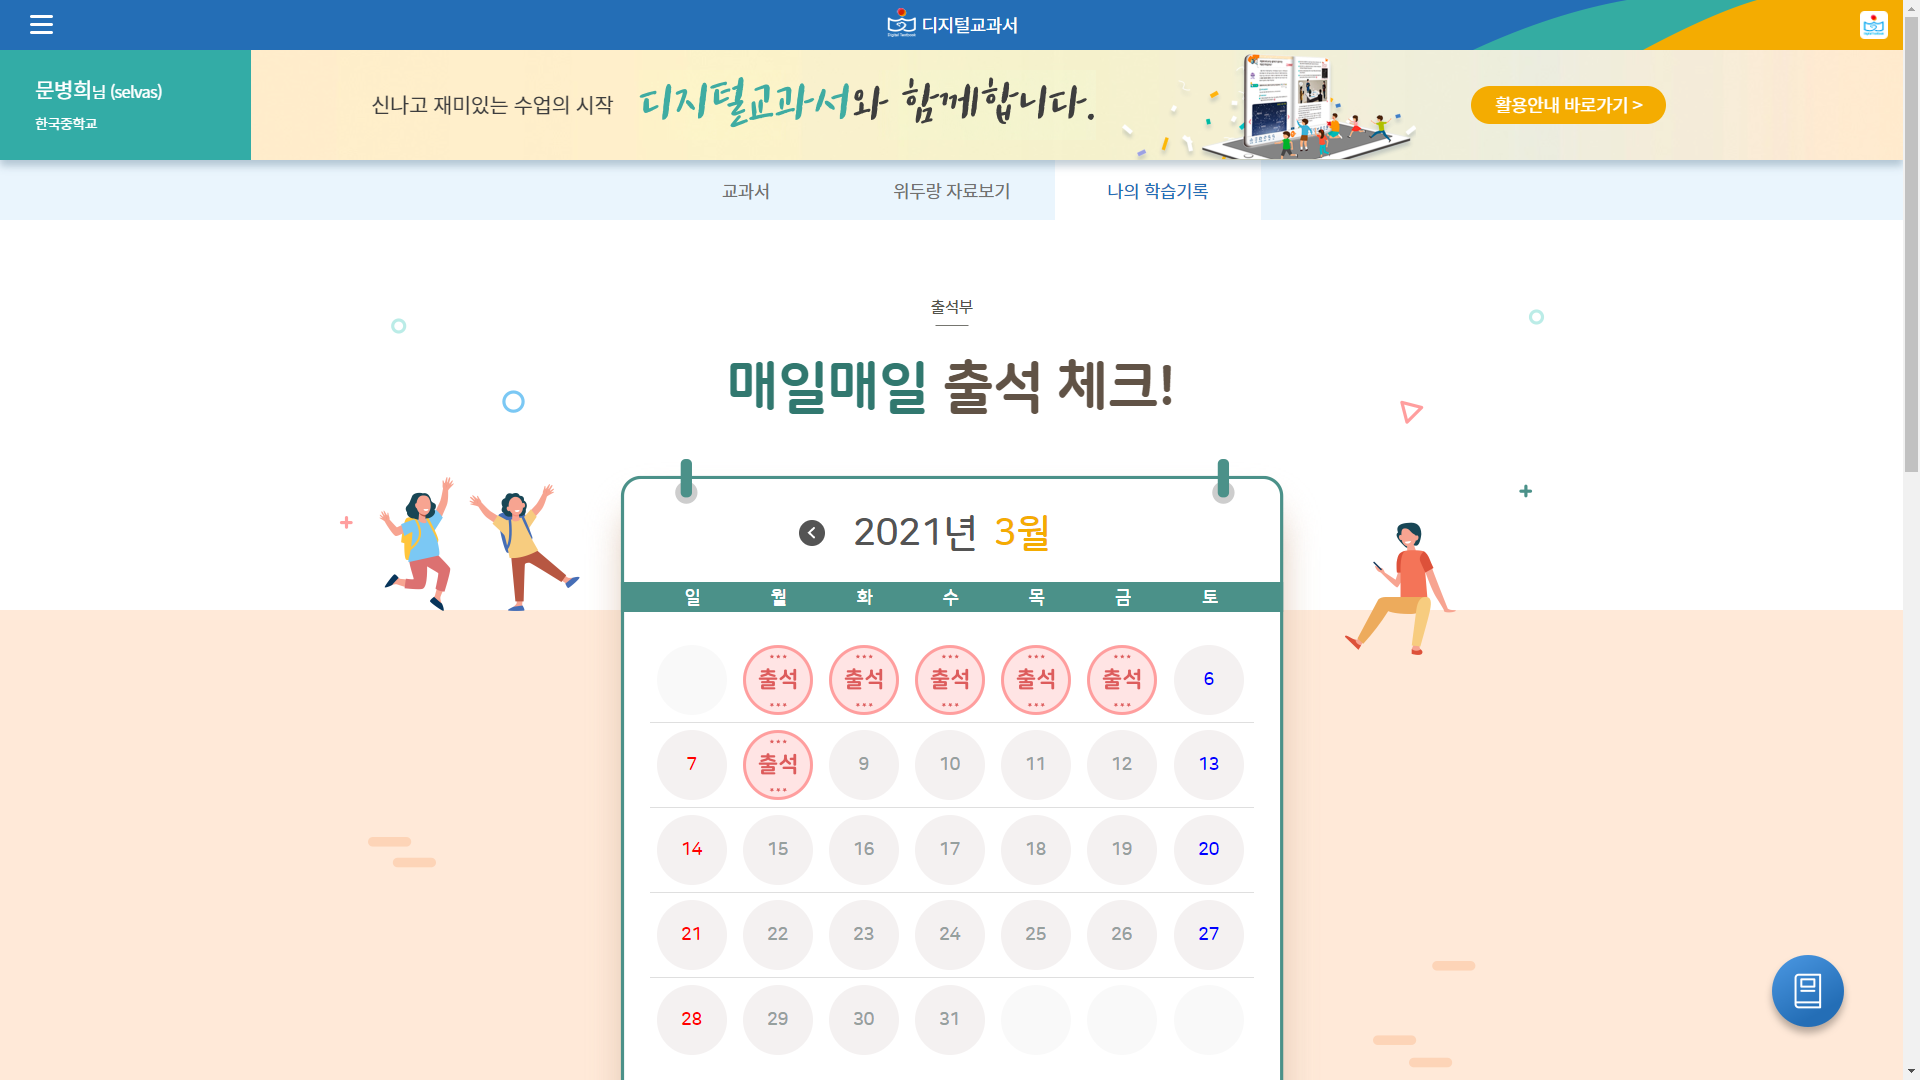 디지털교과서
문병희님 (selvas)
한국중학교
신나고 재미있는 수업의 시작 디지털교과서와 함께합니다.
활용안내 바로가기 >
교과서 위두랑 자료보기 나의 학습기록
출석부
매일매일 출석 체크!
2021년 3월
일 월 화 수 목 금 토
출석 출석 출석 출석 출석 6
7 출석 9 10 11 12 13
14 15 16 17 18 19 20
21 22 23 24 25 26 27
28 29 30 31